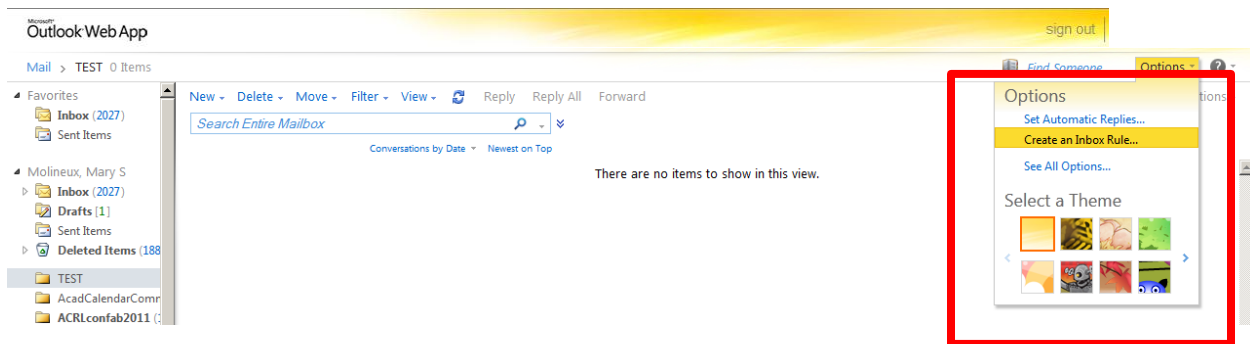 Microsoft®
Outlook Web App
sign out
Mail > TEST 0 Items
Find Someone
Options
Favorites
Inbox (2027)
Sent Items
New Delete Move Filter View Reply Reply All Forward
Search Entire Mailbox
Conversations by Date Newest on Top
There are no items to show in this view.
Molineux, Mary S
Inbox (2027)
Drafts [1]
Sent Items
Deleted Items (188
TEST
AcadCalendarComm
ACRLconfab2011
Options
Set Automatic Replies...
Create an Inbox Rule...
See All Options...
Select a Theme